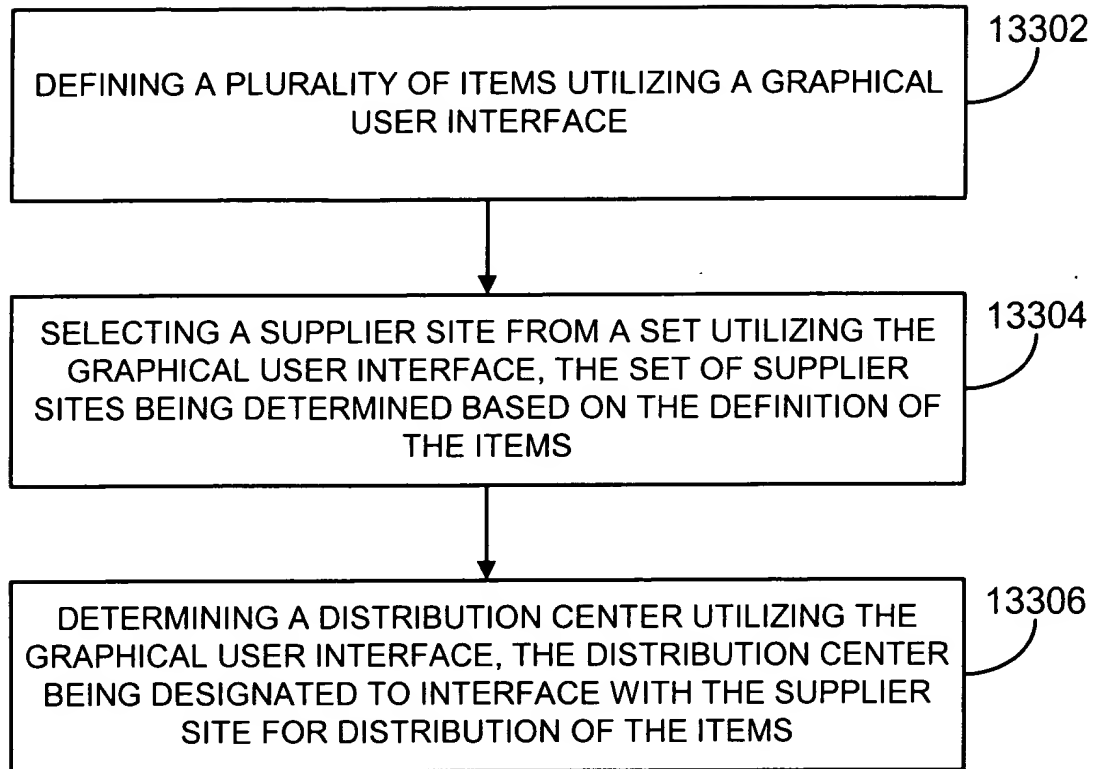 13302
DEFINING A PLURALITY OF ITEMS UTILIZING A GRAPHICAL
USER INTERFACE
13304
SELECTING A SUPPLIER SITE FROM A SET UTILIZING THE
GRAPHICAL USER INTERFACE, THE SET OF SUPPLIER
SITES BEING DETERMINED BASED ON THE DEFINITION OF
THE ITEMS
13306
DETERMINING A DISTRIBUTION CENTER UTILIZING THE
GRAPHICAL USER INTERFACE, THE DISTRIBUTION CENTER
BEING DESIGNATED TO INTERFACE WITH THE SUPPLIER
SITE FOR DISTRIBUTION OF THE ITEMS